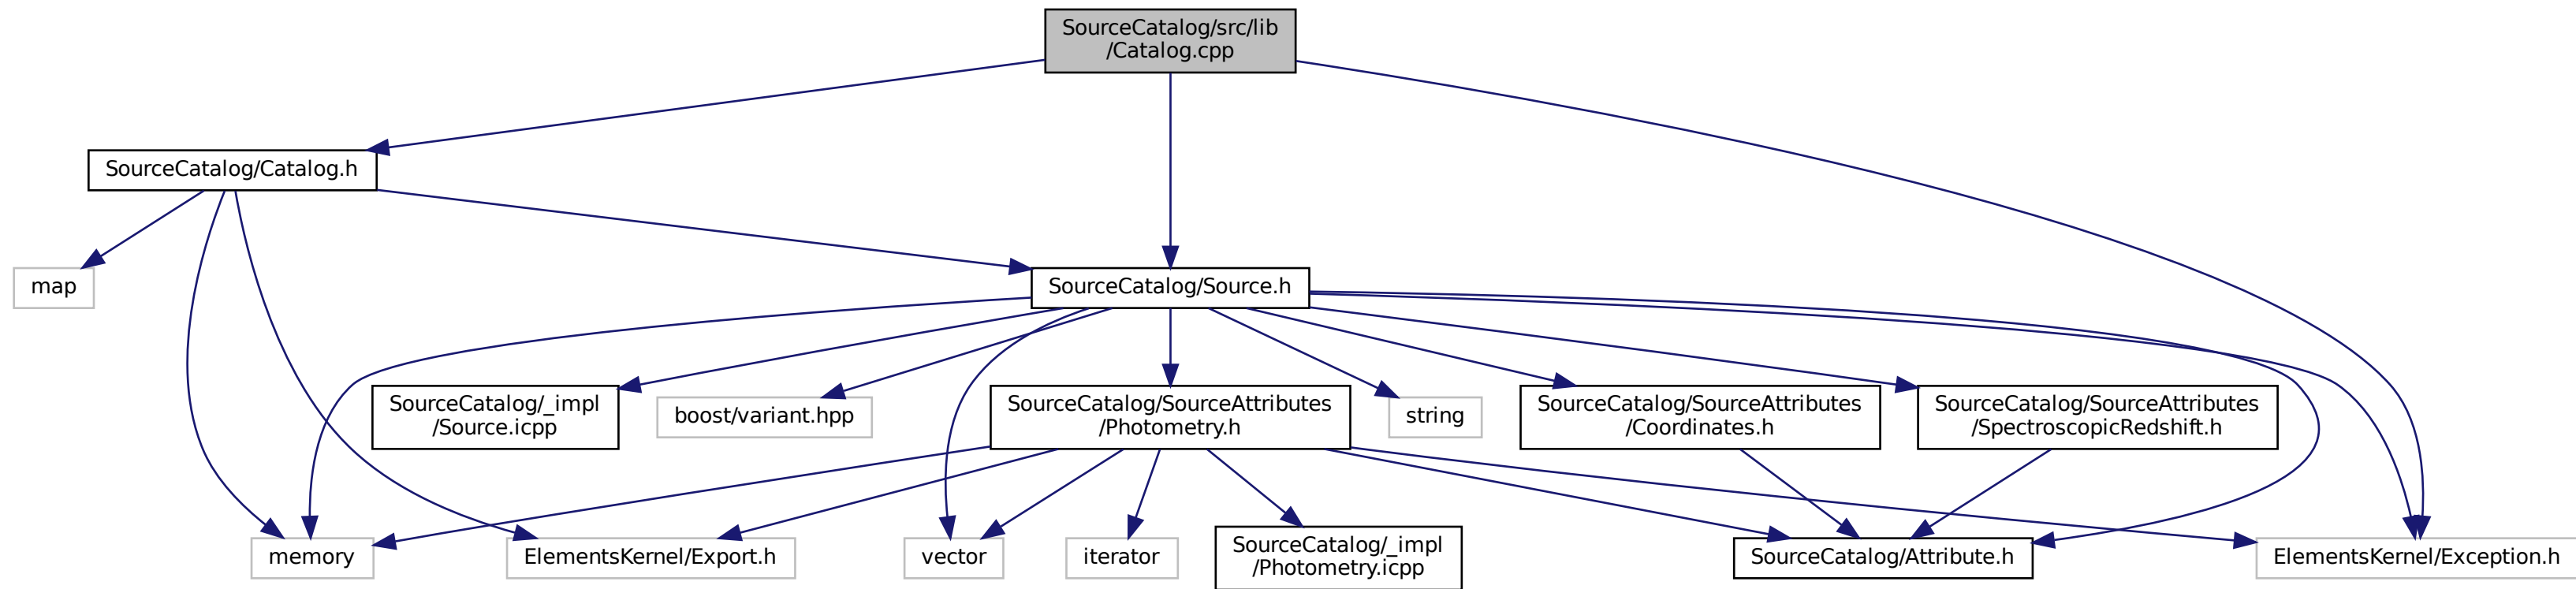 SourceCatalog/src/lib
/Catalog.cpp
SourceCatalog/Catalog.h
map
SourceCatalog/Source.h
SourceCatalog/_impl
/Source.icpp
boost/variant.hpp
SourceCatalog/SourceAttributes
/Photometry.h
string
SourceCatalog/SourceAttributes
/Coordinates.h
SourceCatalog/SourceAttributes
/SpectroscopicRedshift.h
memory
ElementsKernel/Export.h
vector
iterator
SourceCatalog/_impl
/Photometry.icpp
SourceCatalog/Attribute.h
ElementsKernel/Exception.h